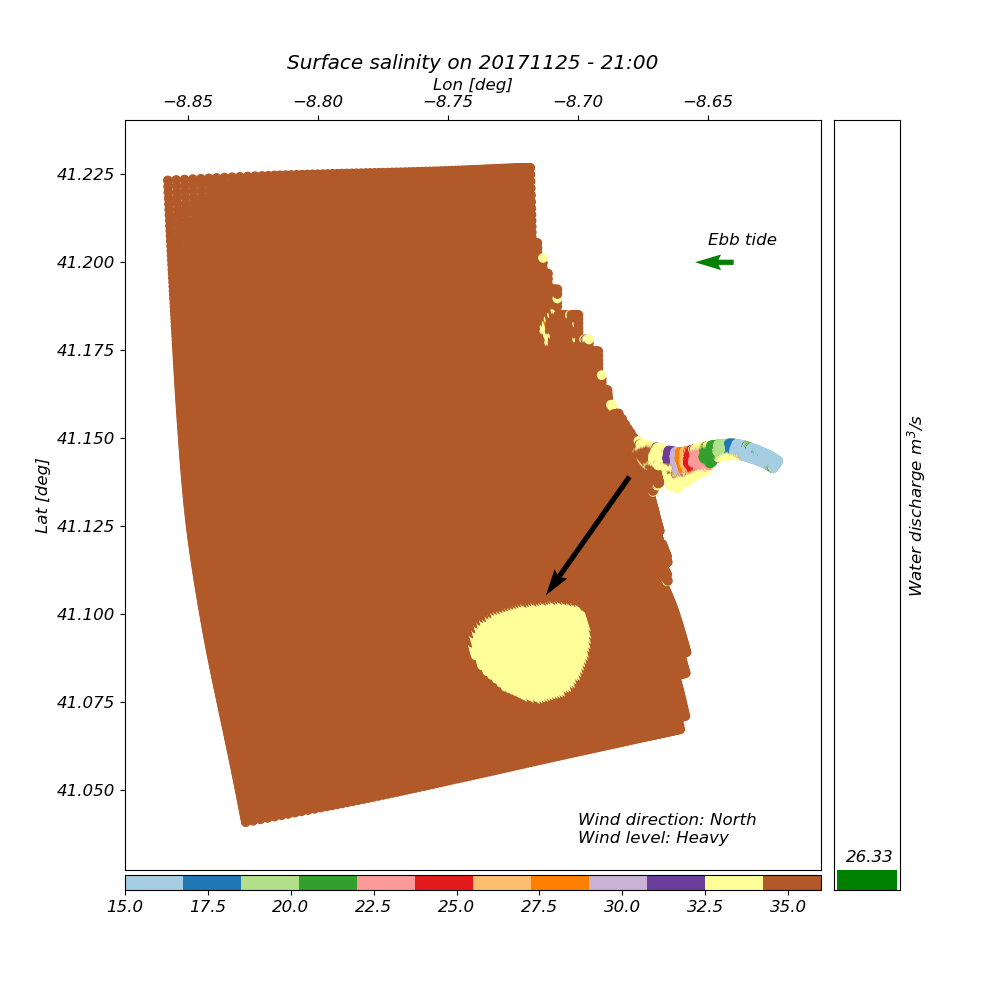 Surface salinity on 20171125 - 21:00
Lon [deg]
−8.85 −8.80 −8.75 −8.70 −8.65
41.225
41.200
41.175
41.150
41.125
41.100
41.075
41.050
Lat [deg]
Ebb tide
Water discharge m³/s
Wind direction: North
Wind level: Heavy
26.33
15.0 17.5 20.0 22.5 25.0 27.5 30.0 32.5 35.0